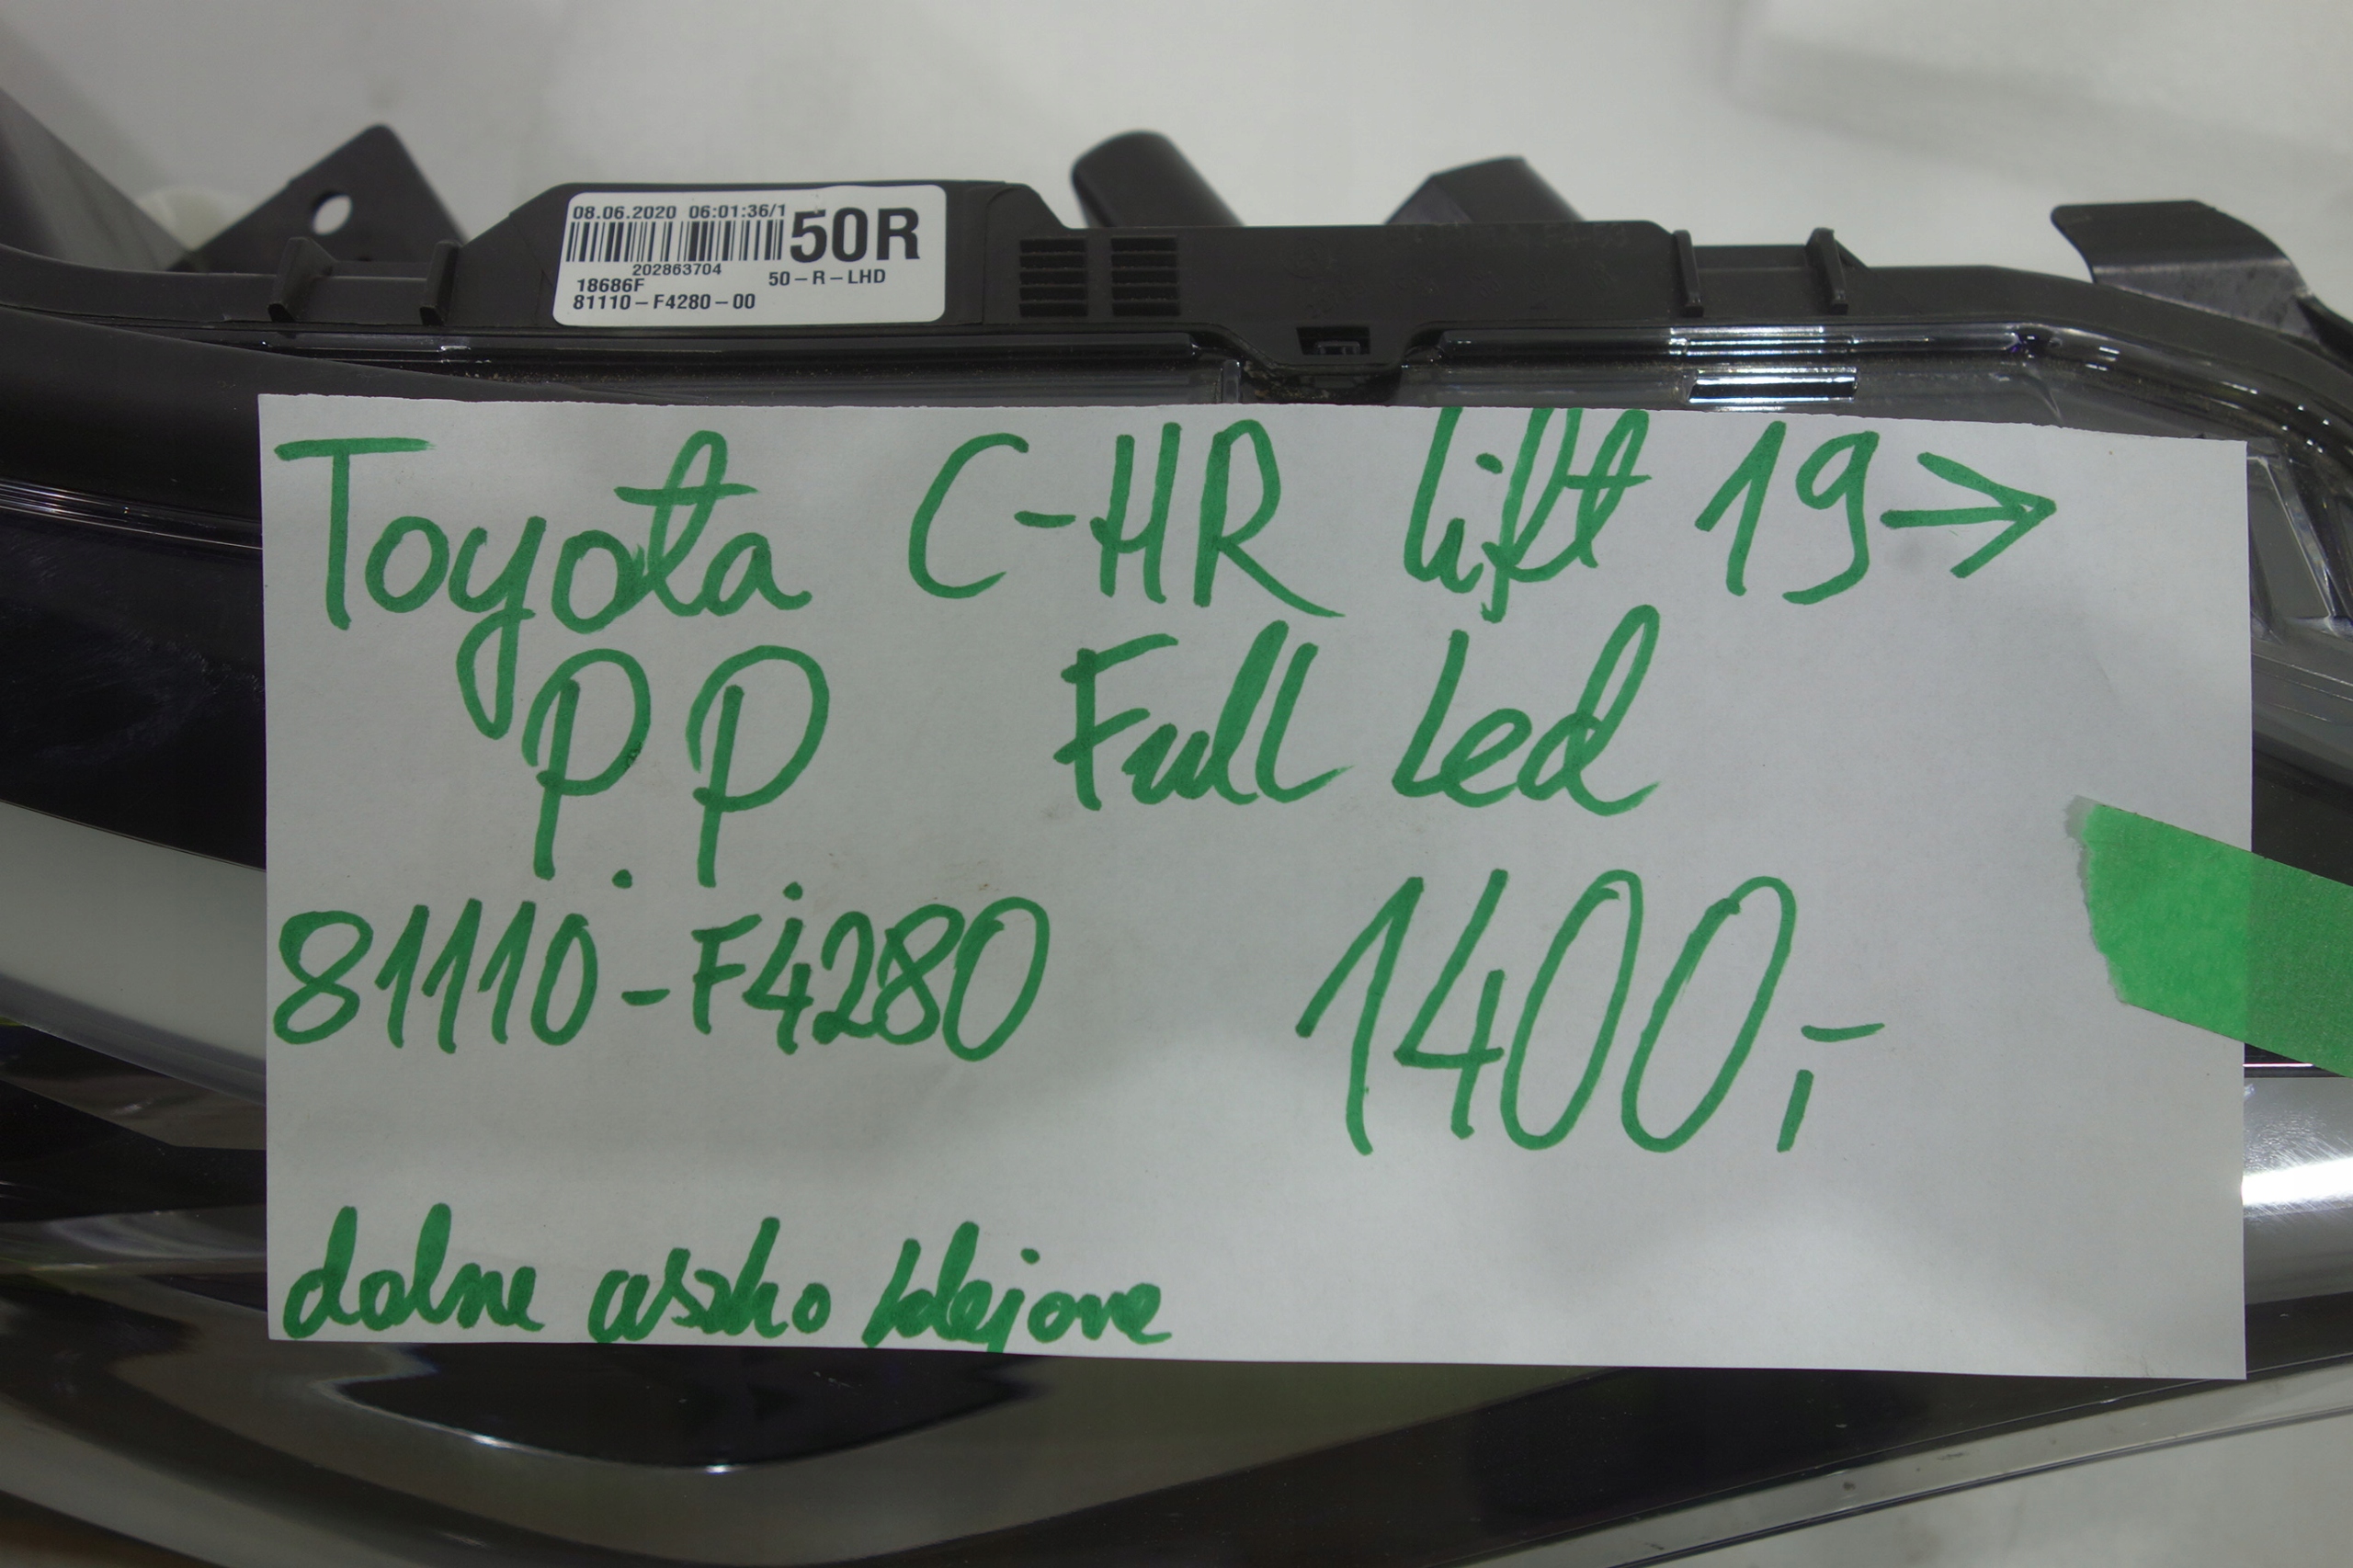 08.06.2020 06:01:36/1
50R
202863704
18686F 50-R-LHD
81110-F4280-00
Toyota C-HR lift 19→
P.P. Full Led
81110-F4280 1400,-
dolne uszko klejone